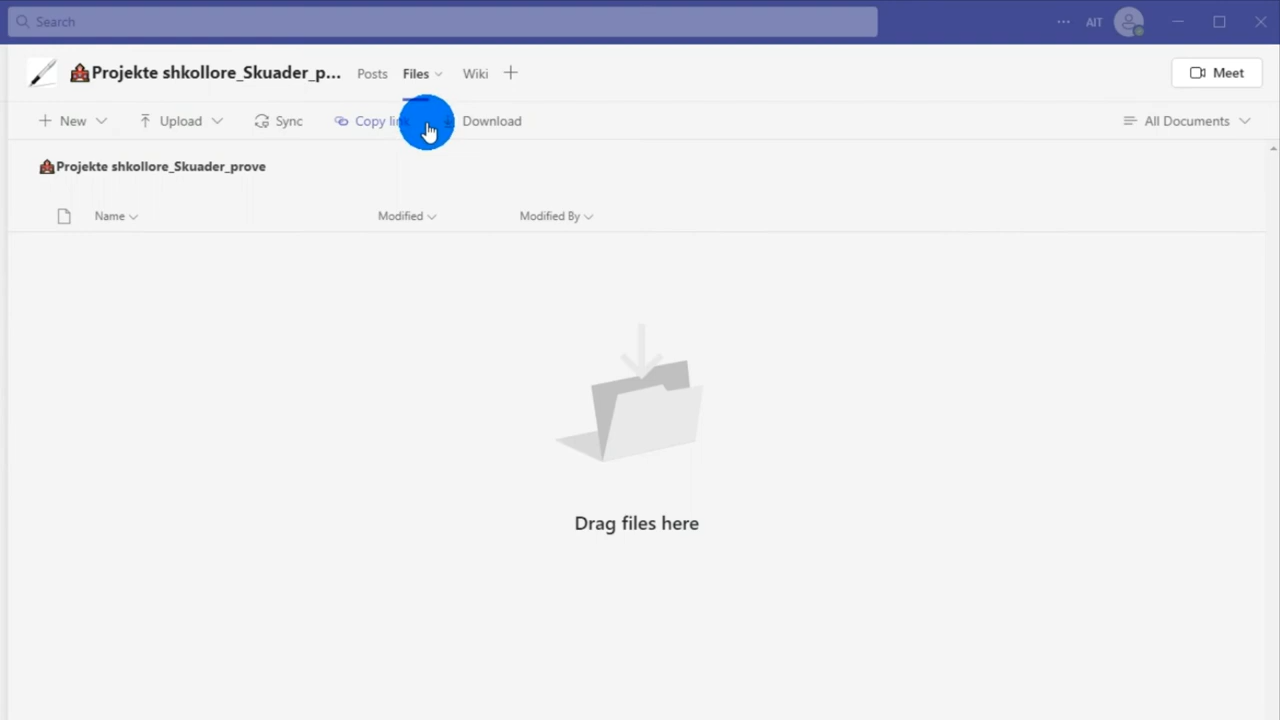 Search
AIT
Projekte shkollore_Skuader_p... Posts Files Wiki
Meet
New Upload Sync Copy Download All Documents
Projekte shkollore_Skuader_prove
Name Modified Modified By
Drag files here